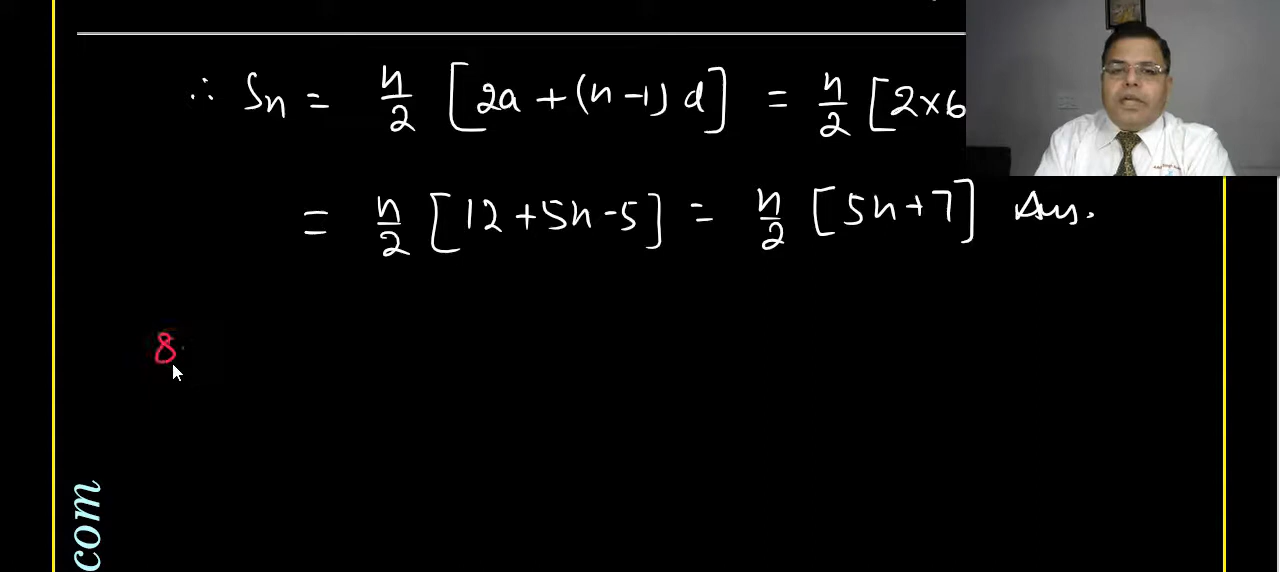 ∴ Sn = n/2 [2a + (n-1) d] = n/2 [2×6
= n/2 [12 + 5n - 5] = n/2 [5n + 7] Ans.
8.
com